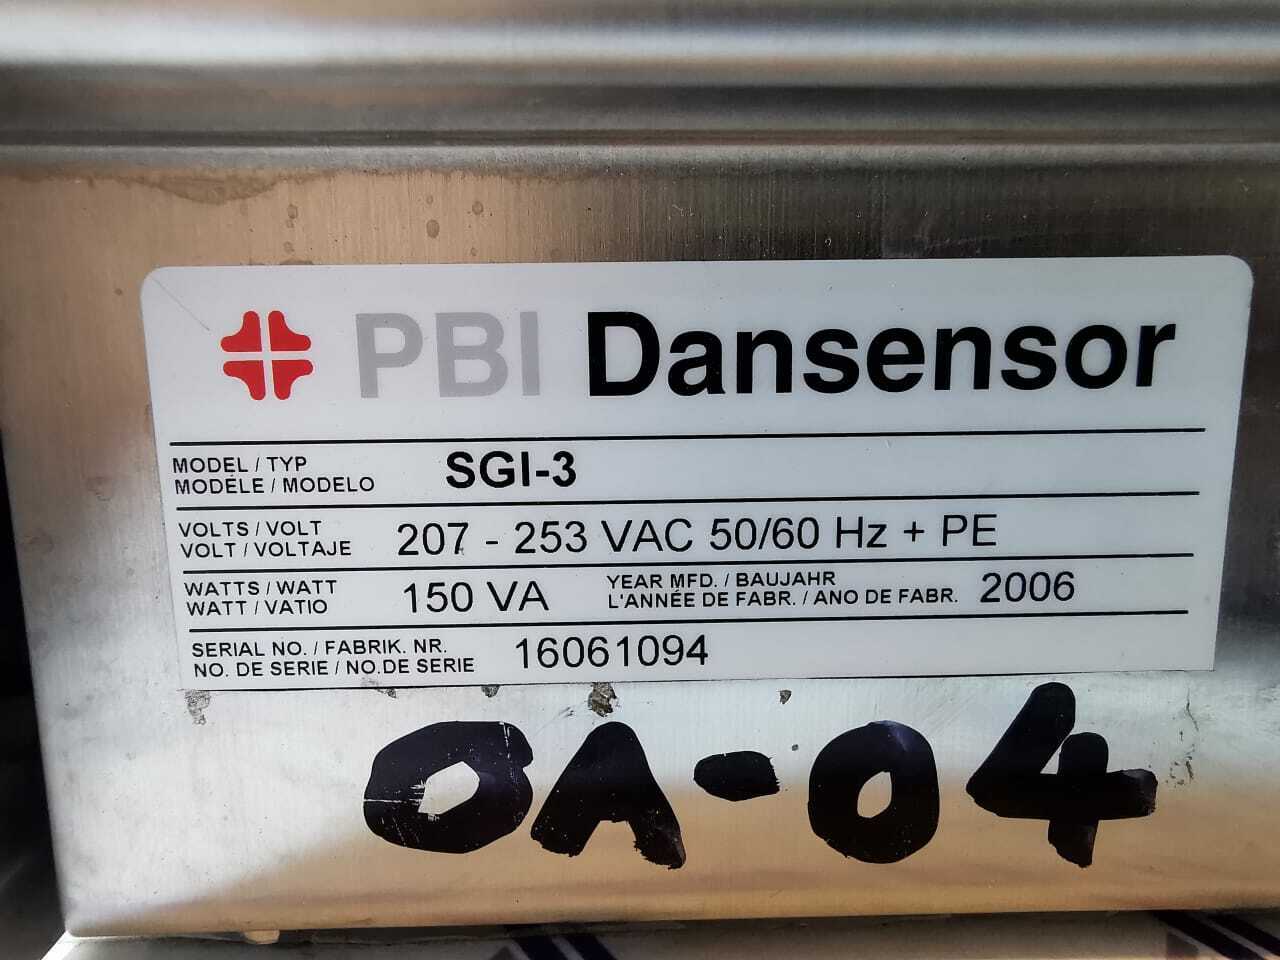 PBI Dansensor
MODEL / TYP
MODÈLE / MODELO
SGI-3
VOLTS / VOLT
VOLT / VOLTAJE
207 - 253 VAC 50/60 Hz + PE
WATTS / WATT
WATT / VATIO
150 VA
YEAR MFD. / BAUJAHR
L'ANNÉE DE FABR. / ANO DE FABR.
2006
SERIAL NO. / FABRIK. NR.
NO. DE SERIE / NO.DE SERIE
16061094
OA-04